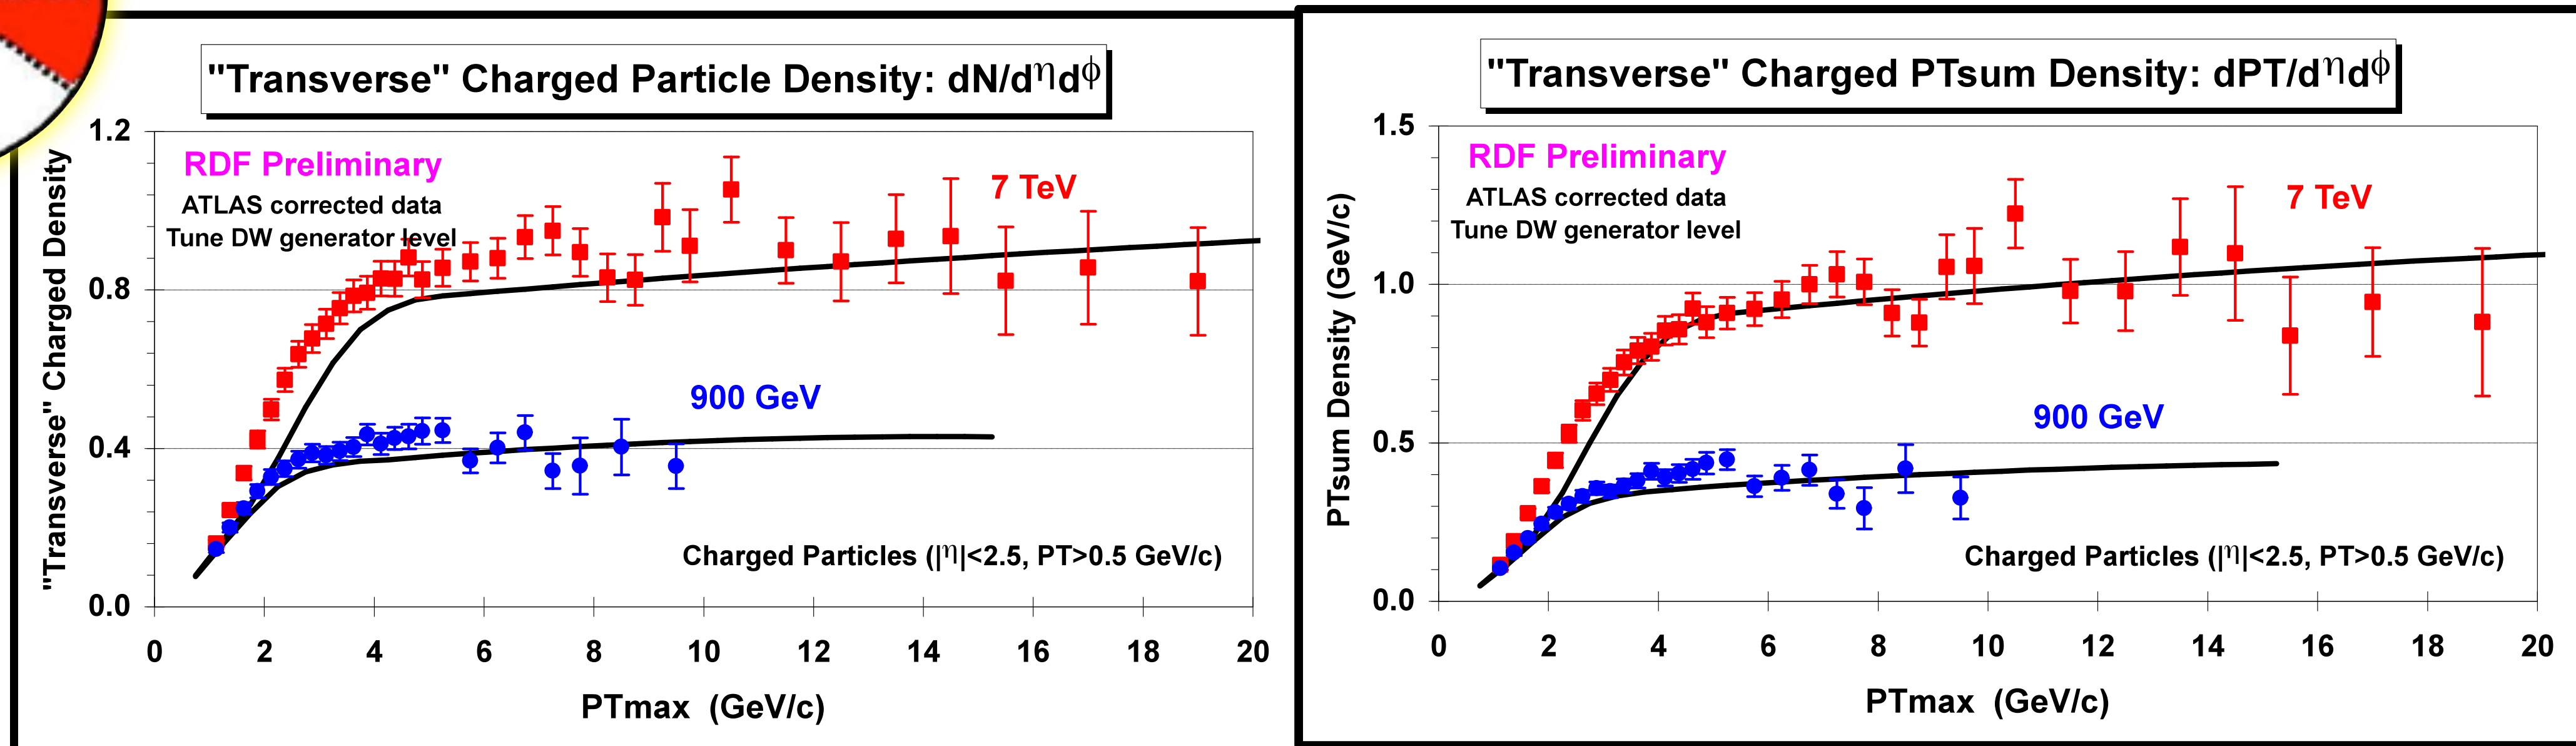 "Transverse" Charged Particle Density: dN/dηdϕ
1.2
0.8
0.4
0.0
"Transverse" Charged Density
RDF Preliminary
ATLAS corrected data
Tune DW generator level
7 TeV
900 GeV
Charged Particles (|η|<2.5, PT>0.5 GeV/c)
0 2 4 6 8 10 12 14 16 18 20
PTmax (GeV/c)
"Transverse" Charged PTsum Density: dPT/dηdϕ
1.5
1.0
0.5
0.0
PTsum Density (GeV/c)
RDF Preliminary
ATLAS corrected data
Tune DW generator level
7 TeV
900 GeV
Charged Particles (|η|<2.5, PT>0.5 GeV/c)
0 2 4 6 8 10 12 14 16 18 20
PTmax (GeV/c)